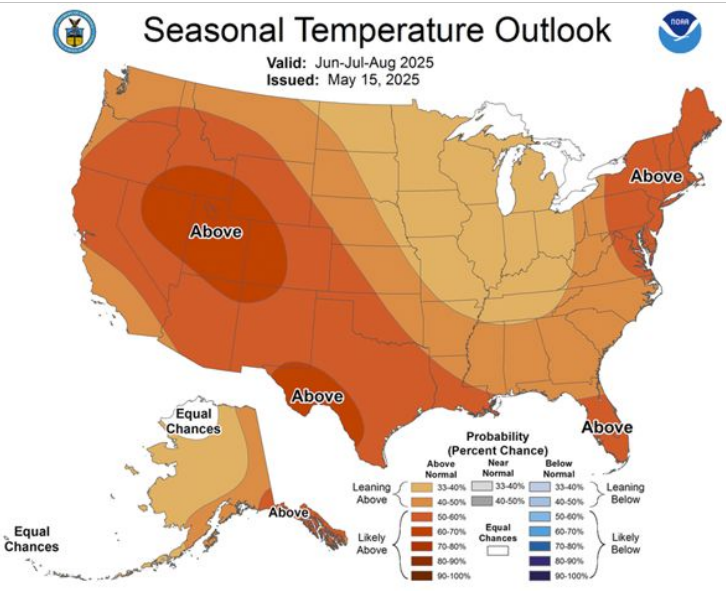 NOAA
Seasonal Temperature Outlook
Valid: Jun-Jul-Aug 2025
Issued: May 15, 2025
Above
Above
Above
Above
Equal
Chances
Above
Equal
Chances
Probability
(Percent Chance)
Above
Normal
Near
Normal
Below
Normal
Leaning
Above
33-40%
40-50%
33-40%
40-50%
33-40%
40-50%
Leaning
Below
Likely
Above
50-60%
60-70%
70-80%
80-90%
90-100%
Equal
Chances
50-60%
60-70%
70-80%
80-90%
90-100%
Likely
Below